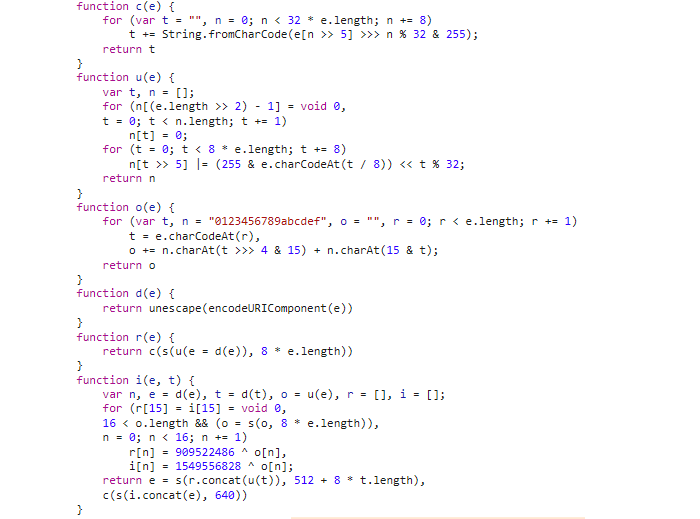 function c(e) {
for (var t = "", n = 0; n < 32 * e.length; n += 8)
t += String.fromCharCode(e[n >> 5] >>> n % 32 & 255);
return t
}
function u(e) {
var t, n = [];
for (n[(e.length >> 2) - 1] = void 0,
t = 0; t < n.length; t += 1)
n[t] = 0;
for (t = 0; t < 8 * e.length; t += 8)
n[t >> 5] |= (255 & e.charCodeAt(t / 8)) << t % 32;
return n
}
function o(e) {
for (var t, n = "0123456789abcdef", o = "", r = 0; r < e.length; r += 1)
t = e.charCodeAt(r),
o += n.charAt(t >>> 4 & 15) + n.charAt(15 & t);
return o
}
function d(e) {
return unescape(encodeURIComponent(e))
}
function r(e) {
return c(s(u(e = d(e)), 8 * e.length))
}
function i(e, t) {
var n, e = d(e), t = d(t), o = u(e), r = [], i = [];
for (r[15] = i[15] = void 0,
16 < o.length && (o = s(o, 8 * e.length)),
n = 0; n < 16; n += 1)
r[n] = 909522486 ^ o[n],
i[n] = 1549556828 ^ o[n];
return e = s(r.concat(u(t)), 512 + 8 * t.length),
c(s(i.concat(e), 640))
}